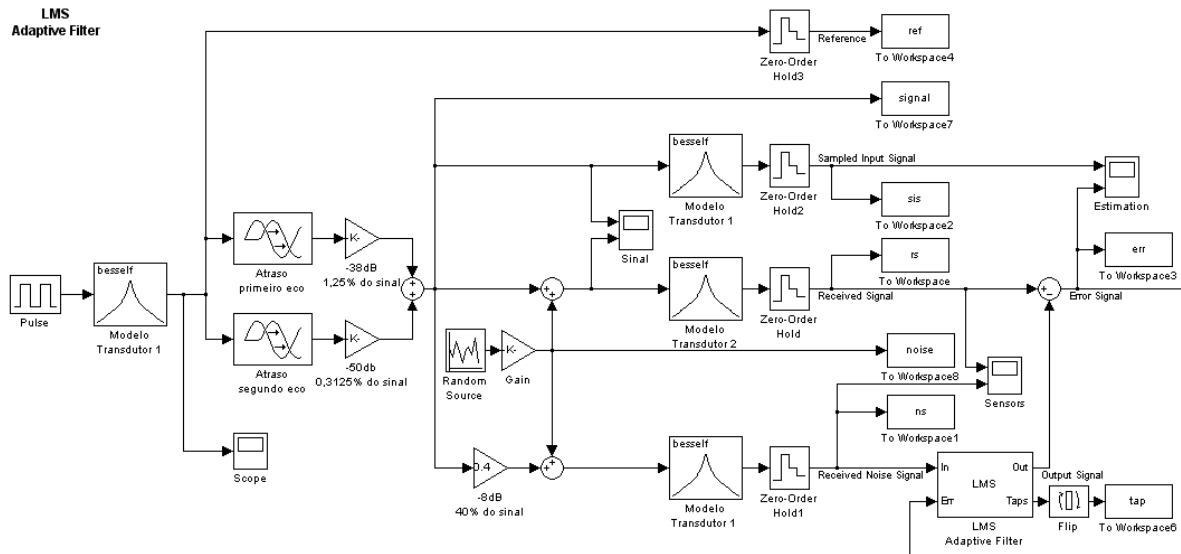 LMS
Adaptive Filter
Reference
ref
Zero-Order
Hold3
To Workspace4
signal
To Workspace7
besself
Sampled Input Signal
Modelo
Transdutor 1
Zero-Order
Hold2
sis
To Workspace2
Estimation
Sinal
K-
-38dB
1,25% do sinal
Atraso
primeiro eco
besself
rs
To Workspace
err
To Workspace3
Pulse
besself
Modelo
Transdutor 1
Modelo
Transdutor 2
Zero-Order
Hold
Received Signal
Error Signal
K-
-50db
0,3125% do sinal
Atraso
segundo eco
Random
Source
K-
Gain
noise
To Workspace8
Sensors
ns
To Workspace1
Scope
0.4
-8dB
40% do sinal
besself
Modelo
Transdutor 1
Zero-Order
Hold1
Received Noise Signal
In
Out
LMS
Err
Taps
LMS
Adaptive Filter
Output Signal
Flip
tap
To Workspace6